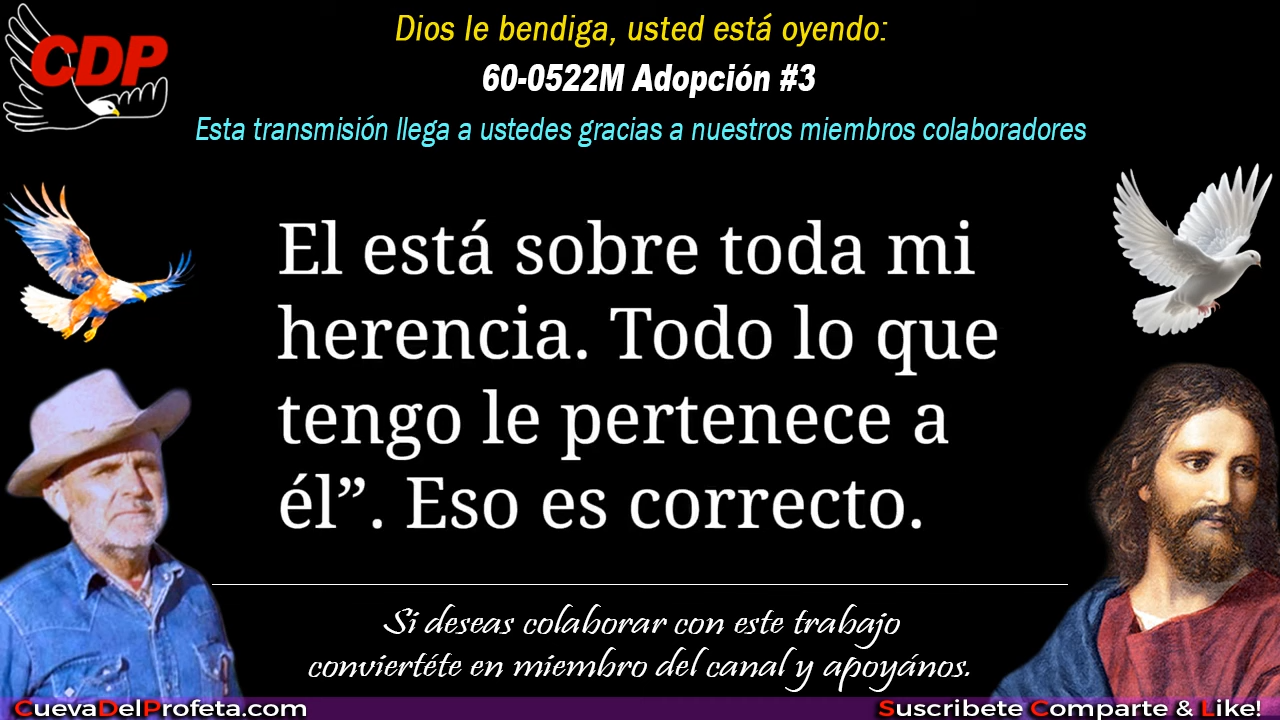 CDP
Dios le bendiga, usted está oyendo:
60-0522M Adopción #3
Esta transmisión llega a ustedes gracias a nuestros miembros colaboradores
El está sobre toda mi
herencia. Todo lo que
tengo le pertenece a
él”. Eso es correcto.
Si deseas colaborar con este trabajo
conviertéte en miembro del canal y apoyános.
CuevaDelProfeta.com
Suscribete Comparte & Like!